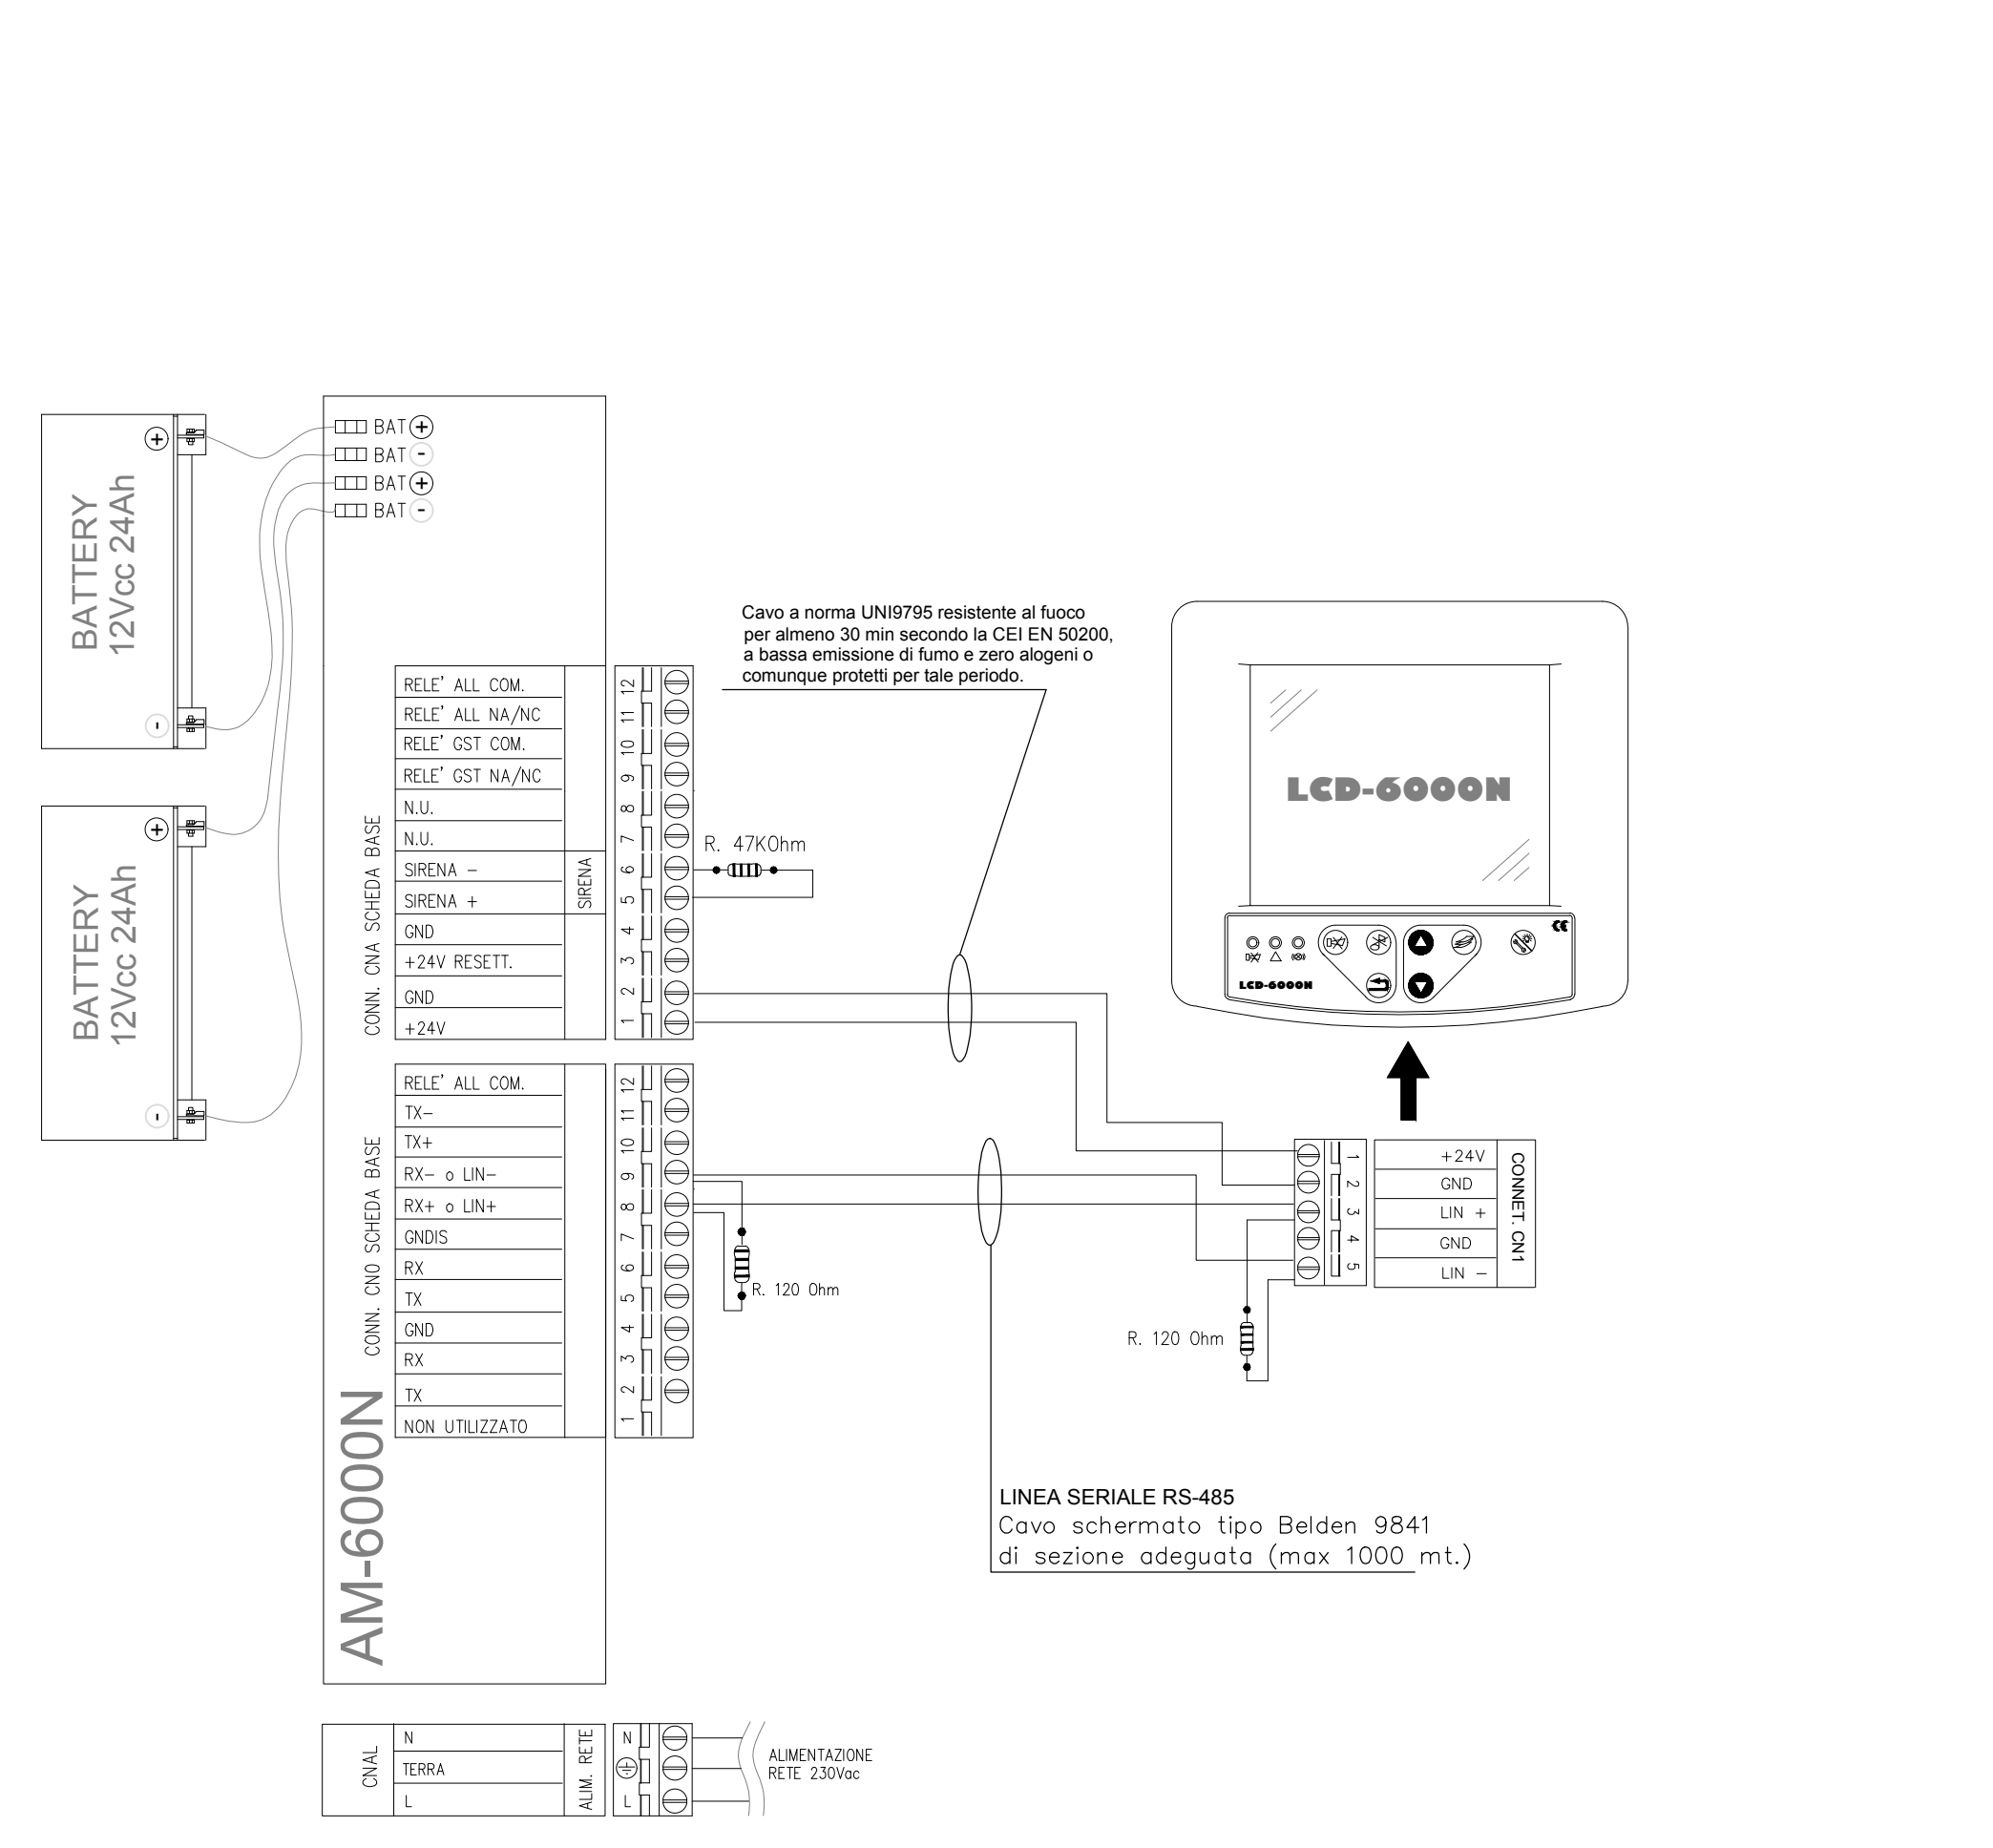 BAT +
BAT -
BAT +
BAT -
+
BATTERY
12Vcc 24Ah
-
+
BATTERY
12Vcc 24Ah
-
CONN. CNA SCHEDA BASE
RELE' ALL COM.
RELE' ALL NA/NC
RELE' GST COM.
RELE' GST NA/NC
N.U.
N.U.
SIRENA -
SIRENA +
GND
+24V RESETT.
GND
+24V
SIRENA
12
11
10
9
8
7
6
5
4
3
2
1
R. 47KOhm
CONN. CN0 SCHEDA BASE
RELE' ALL COM.
TX-
TX+
RX- o LIN-
RX+ o LIN+
GNDIS
RX
TX
GND
RX
TX
NON UTILIZZATO
12
11
10
9
8
7
6
5
4
3
2
1
R. 120 Ohm
AM-6000N
CNAL
N
TERRA
L
ALIM. RETE
N
L
ALIMENTAZIONE
RETE 230Vac
Cavo a norma UNI9795 resistente al fuoco
per almeno 30 min secondo la CEI EN 50200,
a bassa emissione di fumo e zero alogeni o
comunque protetti per tale periodo.
LCD-6000N
CE
LCD-6000N
1
2
3
4
5
+24V
GND
LIN +
GND
LIN -
CONNET. CN1
R. 120 Ohm
LINEA SERIALE RS-485
Cavo schermato tipo Belden 9841
di sezione adeguata (max 1000 mt.)